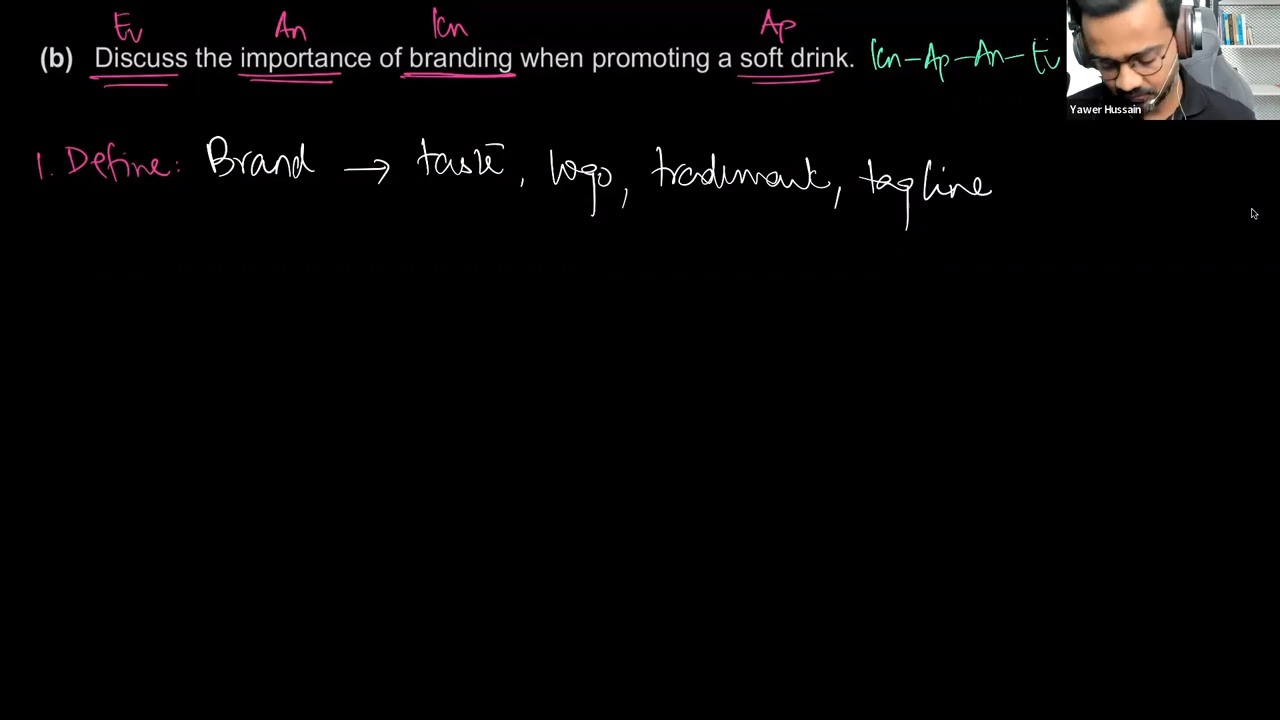 Ev An Kn Ap
(b) Discuss the importance of branding when promoting a soft drink. Kn-Ap-An-Ev
Yawer Hussain
1. Define: Brand → taste, logo, trademark, tagline